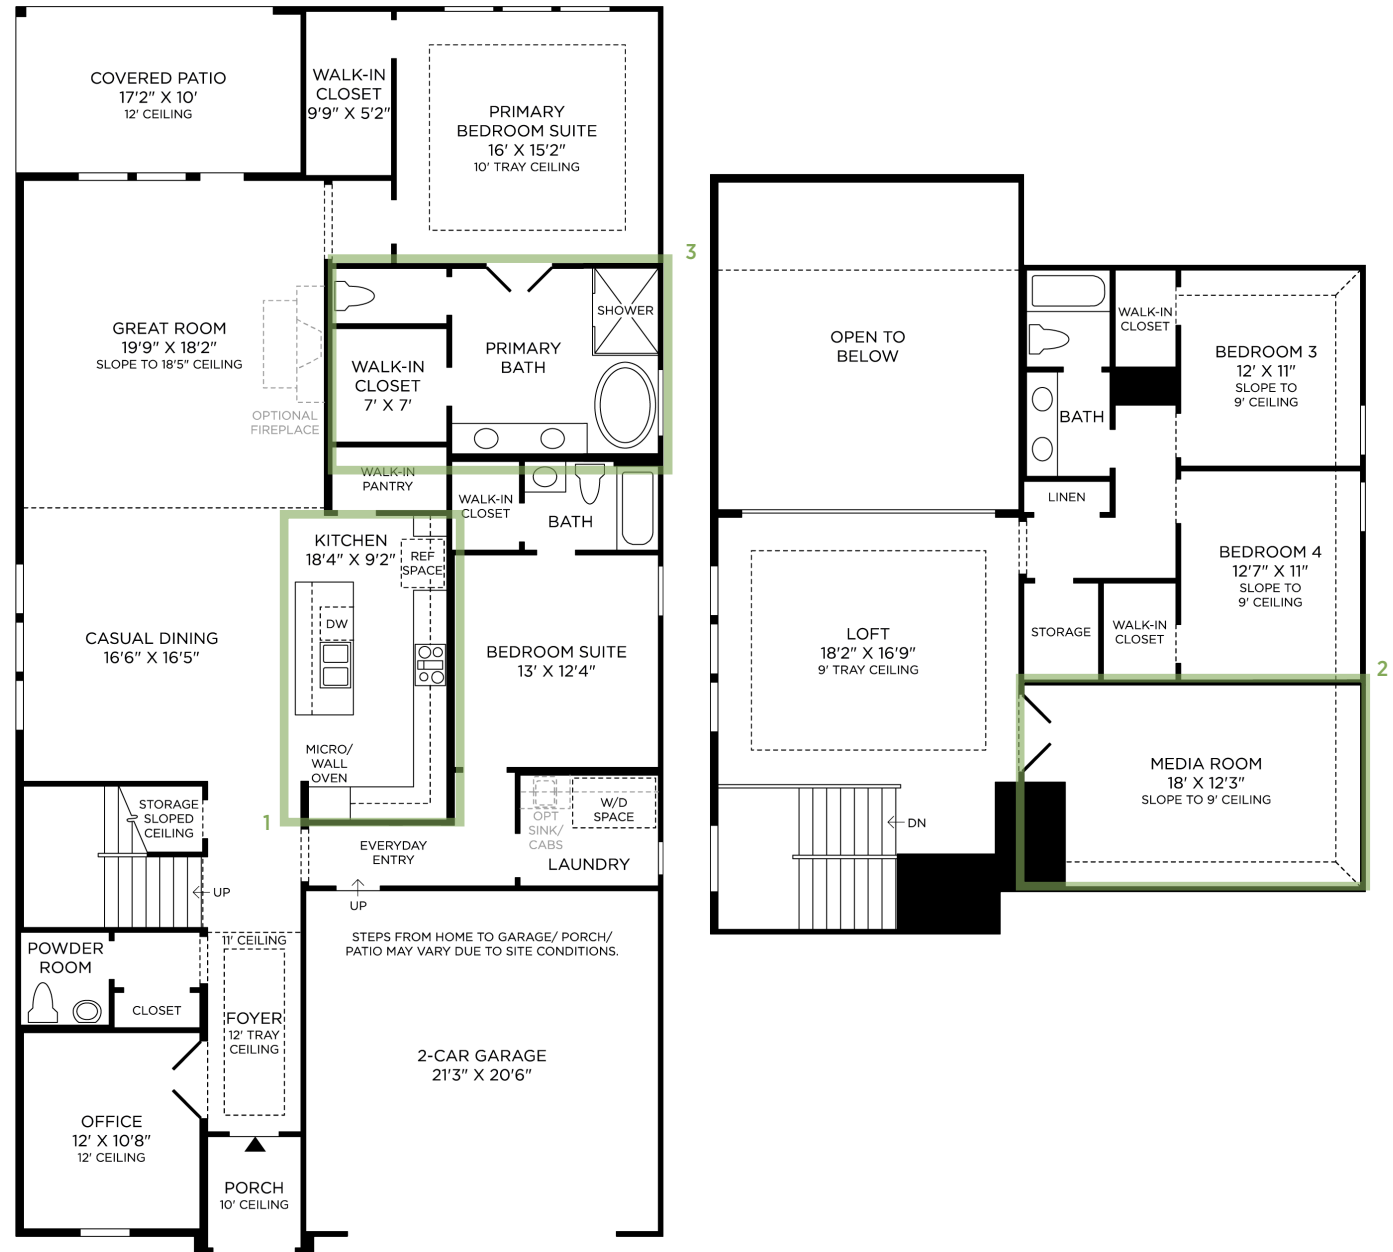 COVERED PATIO
17'2" X 10'
12' CEILING
WALK-IN
CLOSET
9'9" X 5'2"
PRIMARY
BEDROOM SUITE
16' X 15'2"
10' TRAY CEILING
3
GREAT ROOM
19'9" X 18'2"
SLOPE TO 18'5" CEILING
OPTIONAL
FIREPLACE
WALK-IN
CLOSET
7' X 7'
PRIMARY
BATH
SHOWER
WALK-IN
PANTRY
WALK-IN
CLOSET
BATH
KITCHEN
18'4" X 9'2"
REF
SPACE
DW
MICRO/
WALL
OVEN
1
CASUAL DINING
16'6" X 16'5"
BEDROOM SUITE
13' X 12'4"
STORAGE
SLOPED
CEILING
UP
EVERYDAY
ENTRY
OPT
SINK/
CABS
W/D
SPACE
LAUNDRY
UP
POWDER
ROOM
CLOSET
11' CEILING
FOYER
12' TRAY
CEILING
STEPS FROM HOME TO GARAGE/ PORCH/
PATIO MAY VARY DUE TO SITE CONDITIONS.
2-CAR GARAGE
21'3" X 20'6"
OFFICE
12' X 10'8"
12' CEILING
PORCH
10' CEILING
OPEN TO
BELOW
WALK-IN
CLOSET
BEDROOM 3
12' X 11"
SLOPE TO
9' CEILING
BATH
LINEN
BEDROOM 4
12'7" X 11"
SLOPE TO
9' CEILING
LOFT
18'2" X 16'9"
9' TRAY CEILING
STORAGE
WALK-IN
CLOSET
2
MEDIA ROOM
18' X 12'3"
SLOPE TO 9' CEILING
DN